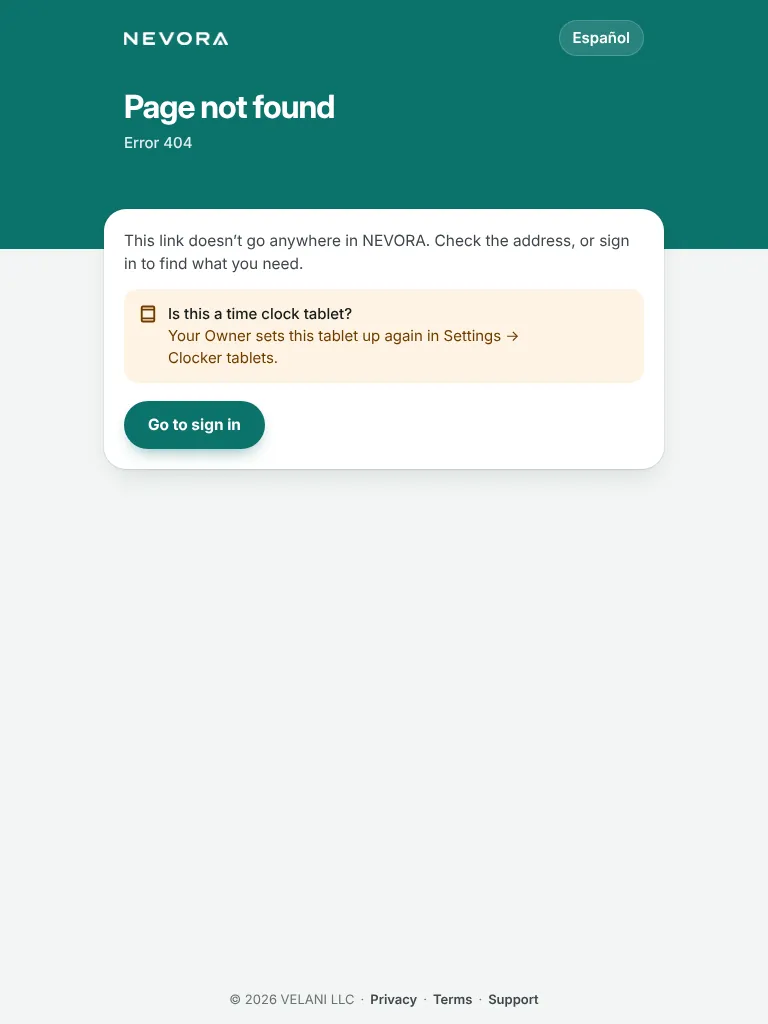 NEVORA
Español
Page not found
Error 404
This link doesn’t go anywhere in NEVORA. Check the address, or sign
in to find what you need.
Is this a time clock tablet?
Your Owner sets this tablet up again in Settings →
Clocker tablets.
Go to sign in
© 2026 VELANI LLC · Privacy · Terms · Support